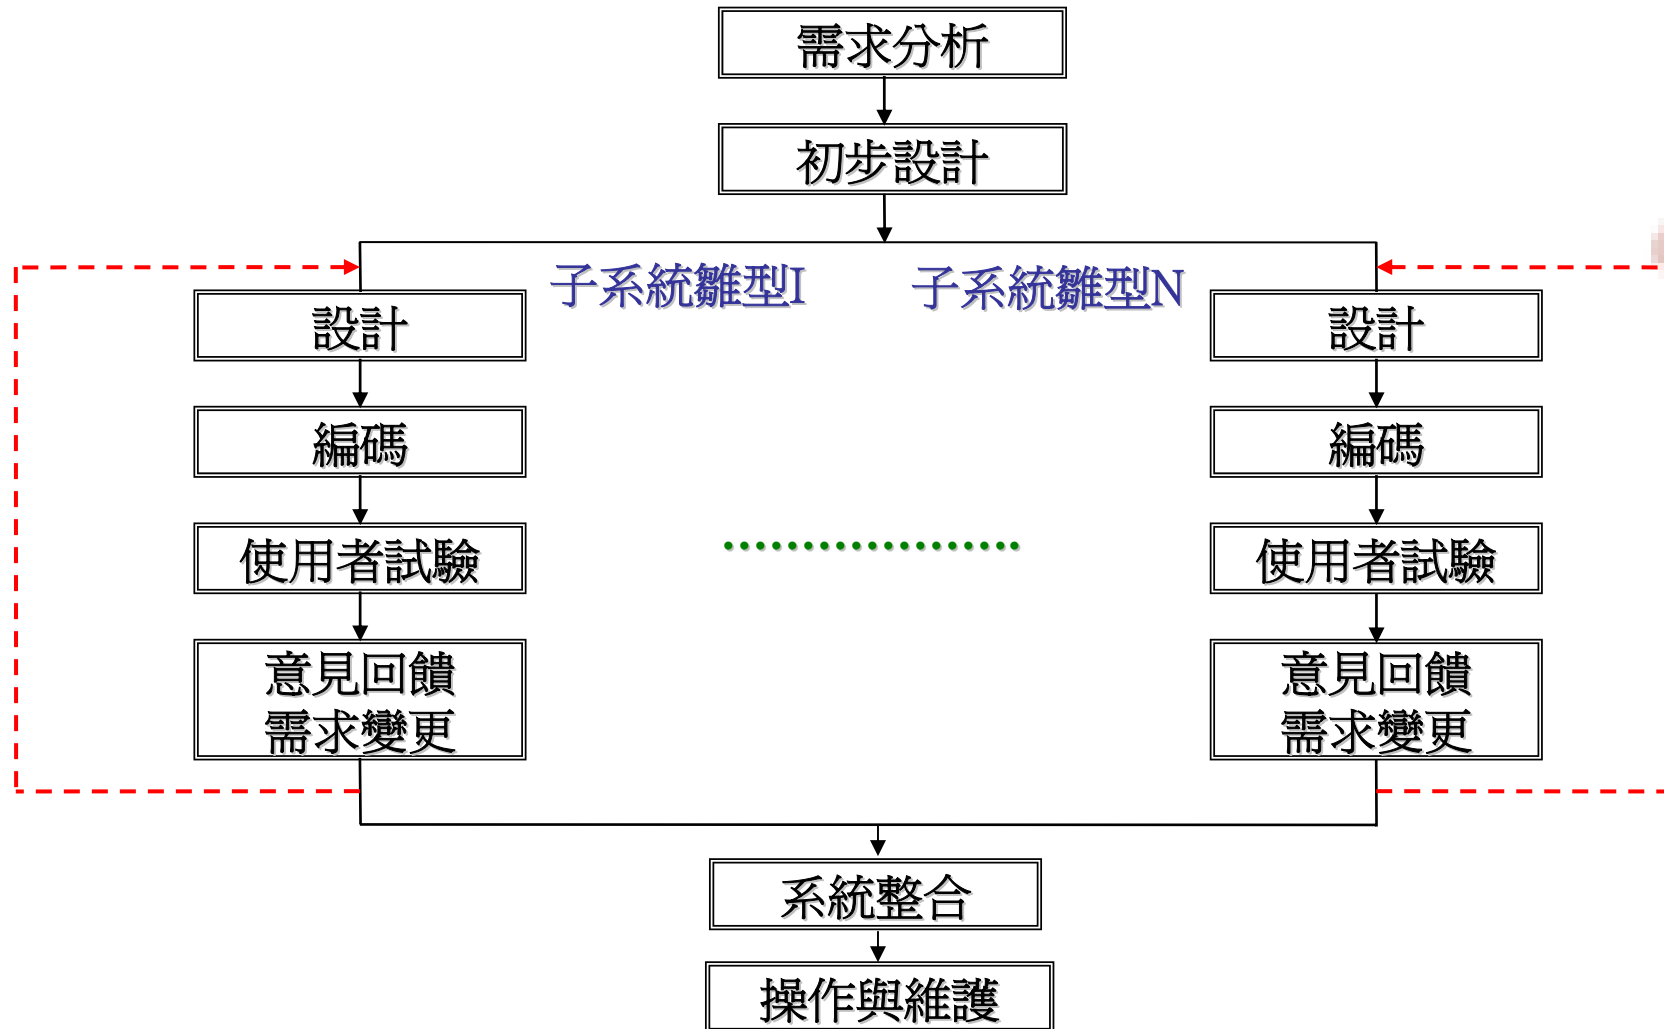 需求分析
初步設計
子系統雛型I
子系統雛型N
設計
設計
編碼
編碼
使用者試驗
使用者試驗
意見回饋
需求變更
意見回饋
需求變更
系統整合
操作與維護